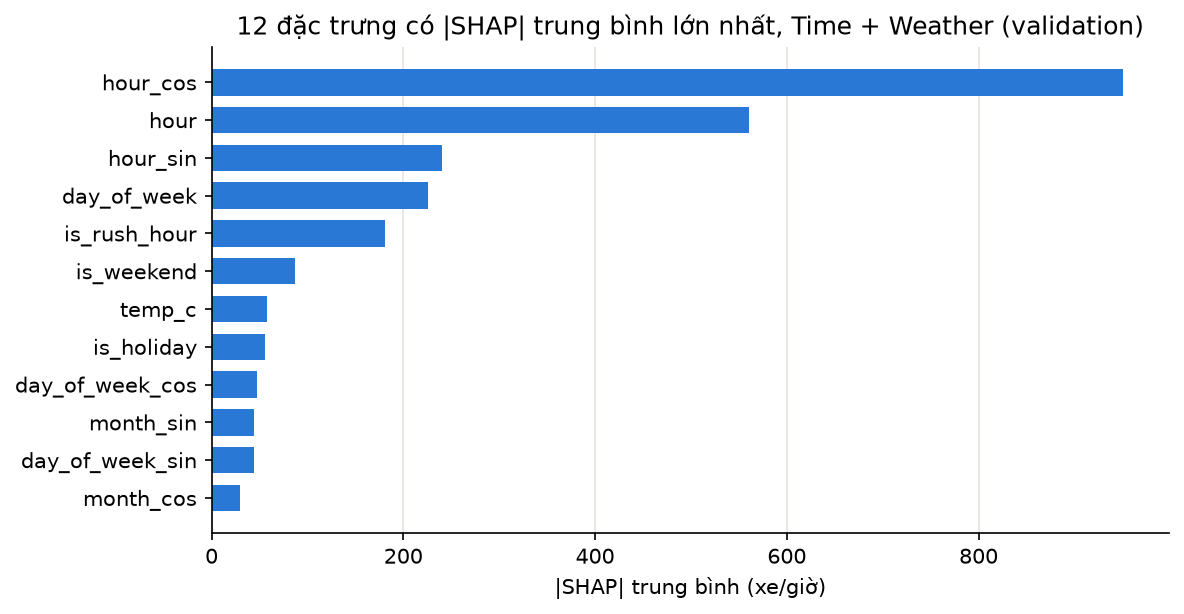 12 đặc trưng có |SHAP| trung bình lớn nhất, Time + Weather (validation)
hour_cos
hour
hour_sin
day_of_week
is_rush_hour
is_weekend
temp_c
is_holiday
day_of_week_cos
month_sin
day_of_week_sin
month_cos
0 200 400 600 800
|SHAP| trung bình (xe/giờ)